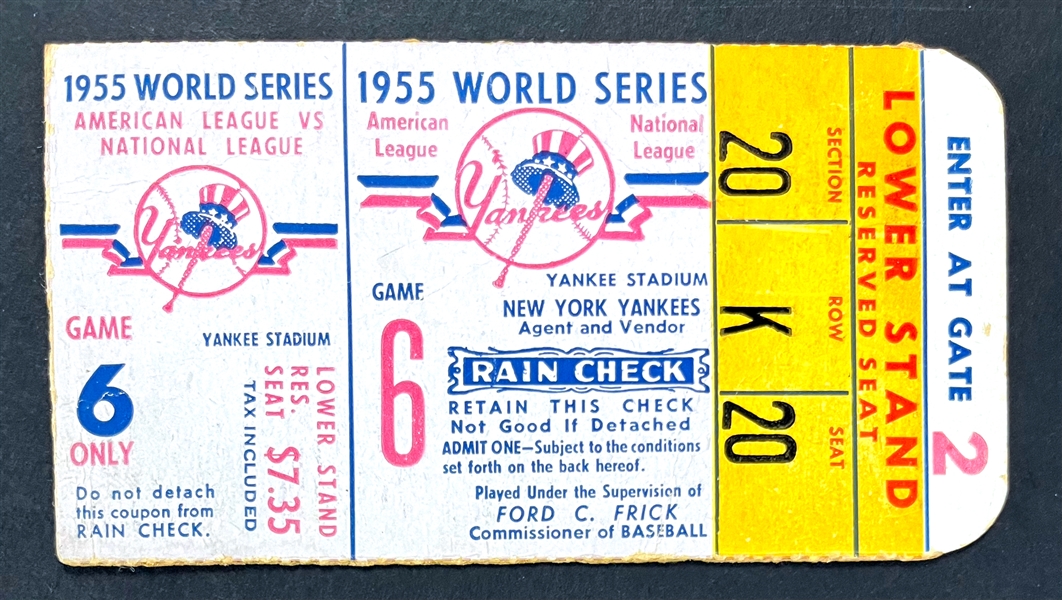 1955 WORLD SERIES
AMERICAN LEAGUE VS
NATIONAL LEAGUE
Yankees
GAME
6
ONLY
YANKEE STADIUM
LOWER STAND
RES.
SEAT $7.35
TAX INCLUDED
Do not detach
this coupon from
RAIN CHECK.
1955 WORLD SERIES
American
League
National
League
Yankees
YANKEE STADIUM
GAME
6
NEW YORK YANKEES
Agent and Vendor
RAIN CHECK
RETAIN THIS CHECK
Not Good If Detached
ADMIT ONE—Subject to the conditions
set forth on the back hereof.
Played Under the Supervision of
FORD C. FRICK
Commissioner of BASEBALL
SECTION ROW SEAT
20 K 20
LOWER STAND
RESERVED SEAT
ENTER AT GATE 2